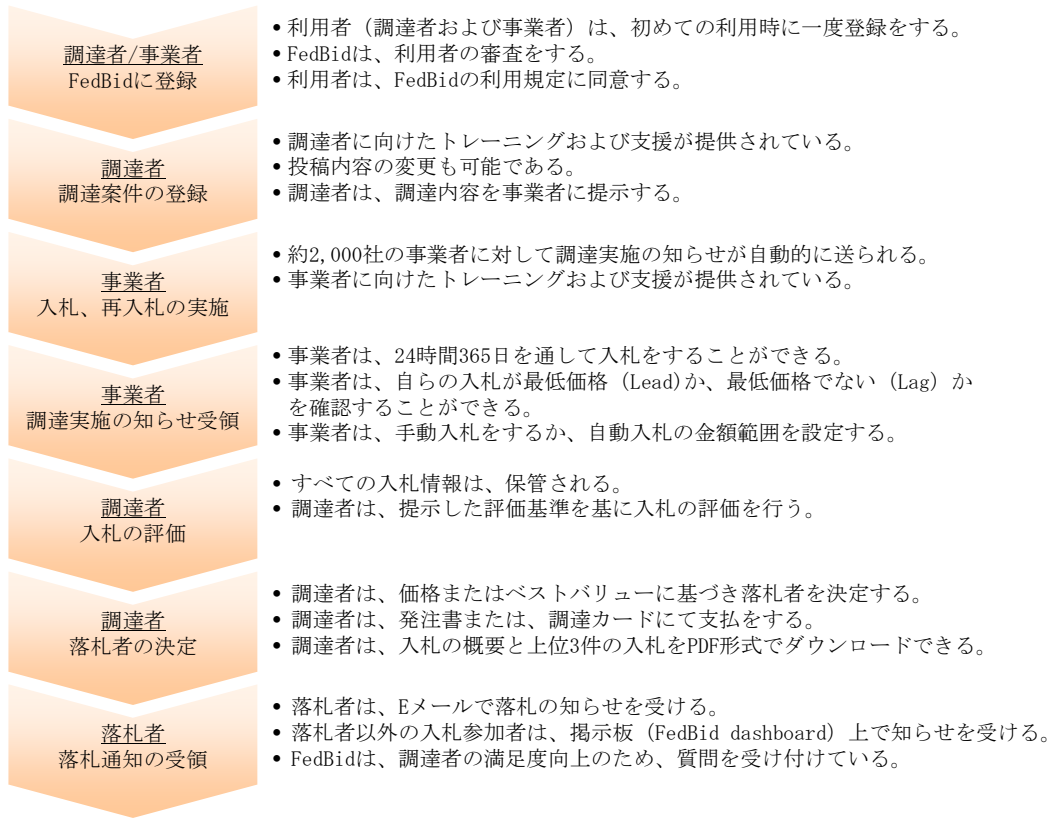 調達者/事業者
FedBidに登録
•利用者（調達者および事業者）は、初めての利用時に一度登録をする。
•FedBidは、利用者の審査をする。
•利用者は、FedBidの利用規定に同意する。
調達者
調達案件の登録
•調達者に向けたトレーニングおよび支援が提供されている。
•投稿内容の変更も可能である。
•調達者は、調達内容を事業者に提示する。
事業者
入札、再入札の実施
•約2,000社の事業者に対して調達実施の知らせが自動的に送られる。
•事業者に向けたトレーニングおよび支援が提供されている。
事業者
調達実施の知らせ受領
•事業者は、24時間365日を通して入札をすることができる。
•事業者は、自らの入札が最低価格（Lead)か、最低価格でない（Lag）か
を確認することができる。
•事業者は、手動入札をするか、自動入札の金額範囲を設定する。
調達者
入札の評価
• すべての入札情報は、保管される。
• 調達者は、提示した評価基準を基に入札の評価を行う。
調達者
落札者の決定
• 調達者は、価格またはベストバリューに基づき落札者を決定する。
• 調達者は、発注書または、調達カードにて支払をする。
• 調達者は、入札の概要と上位3件の入札をPDF形式でダウンロードできる。
落札者
落札通知の受領
• 落札者は、Eメールで落札の知らせを受ける。
• 落札者以外の入札参加者は、掲示板（FedBid dashboard）上で知らせを受ける。
• FedBidは、調達者の満足度向上のため、質問を受け付けている。